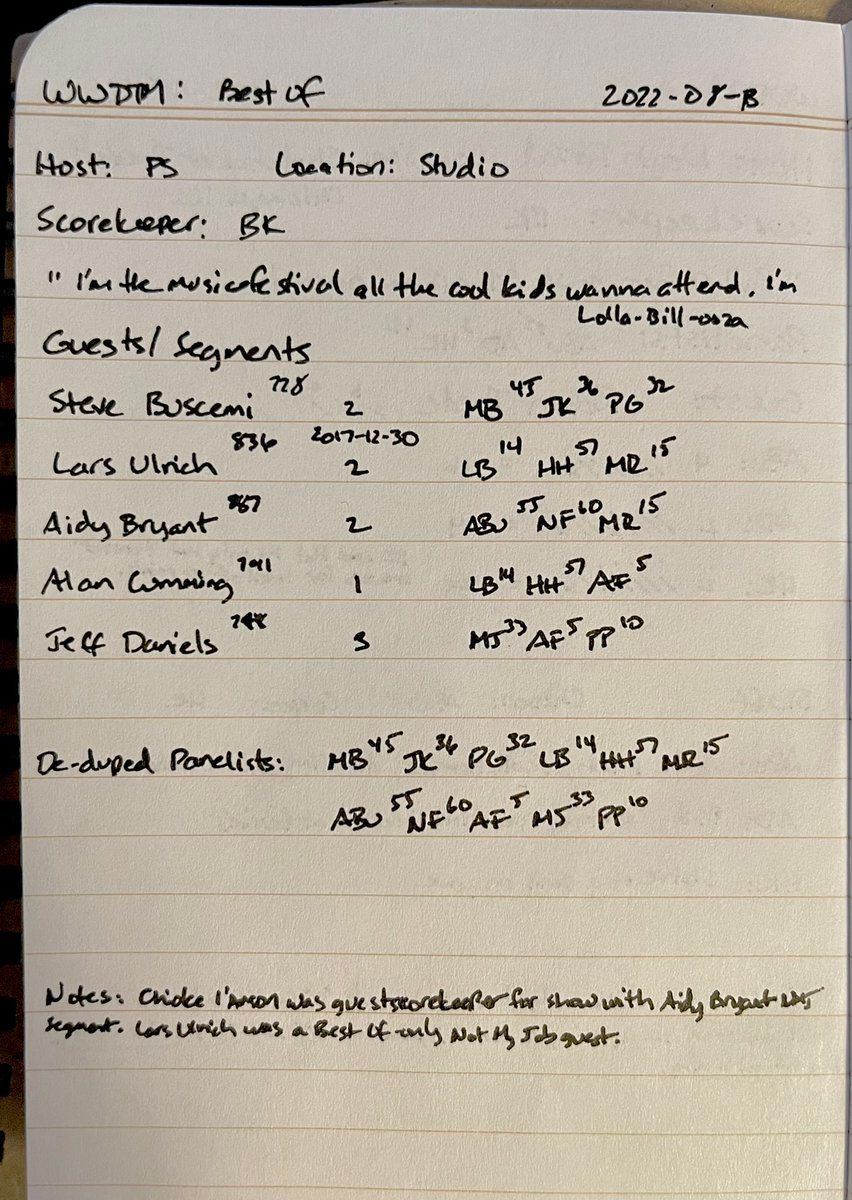 WWDTM: Best Of 2022-08-13
Host: PS Location: Studio
Scorekeeper: BK
"I'm the music festival all the cool kids wanna attend. I'm
Lolla-Bill-ooza
Guests/Segments
Steve Buscemi 728 2 MB 45 JK 36 PG 32
2017-12-30
Lars Ulrich 836 2 LB 14 HH 57 MR 15
Aidy Bryant 867 2 ABU 55 NF 60 MR 15
Alan Cumming 791 1 LB 14 HH 57 AF 5
Jeff Daniels 748 3 MJ 33 AF 5 PP 10
De-duped Panelists: MB 45 JK 36 PG 32 LB 14 HH 57 MR 15
ABU 55 NF 60 AF 5 MJ 33 PP 10
Notes: Chioke I'Anson was guest scorekeeper for show with Aidy Bryant NMJ
segment. Lars Ulrich was a Best Of only Not My Job guest.